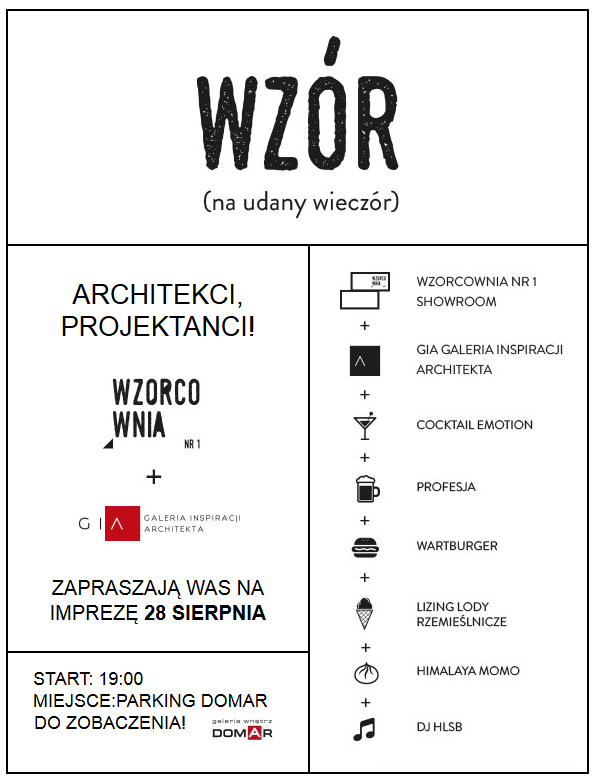 WZÓR
(na udany wieczór)
ARCHITEKCI,
PROJEKTANCI!
WZORCO
WNIA
NR 1
+
GIA GALERIA INSPIRACJI
ARCHITEKTA
ZAPRASZAJĄ WAS NA
IMPREZĘ 28 SIERPNIA
START: 19:00
MIEJSCE:PARKING DOMAR
DO ZOBACZENIA!
galeria wnętrz
DOMAR
WZORCO
WNIA
WZORCOWNIA NR 1
SHOWROOM
+
GIA GALERIA INSPIRACJI
ARCHITEKTA
+
COCKTAIL EMOTION
+
PROFESJA
+
WARTBURGER
+
LIZING LODY
RZEMIEŚLNICZE
+
HIMALAYA MOMO
+
DJ HLSB